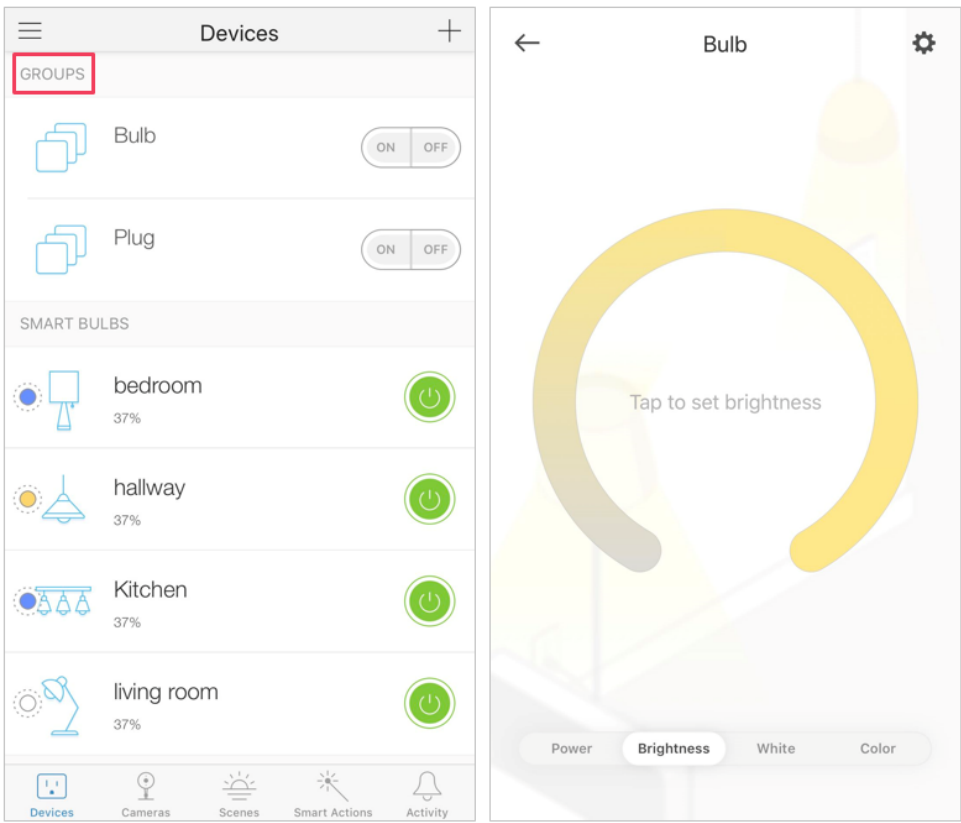 Devices
GROUPS
Bulb
ON OFF
Plug
ON OFF
SMART BULBS
bedroom
37%
hallway
37%
Kitchen
37%
living room
37%
Devices Cameras Scenes Smart Actions Activity
Bulb
Tap to set brightness
Power Brightness White Color